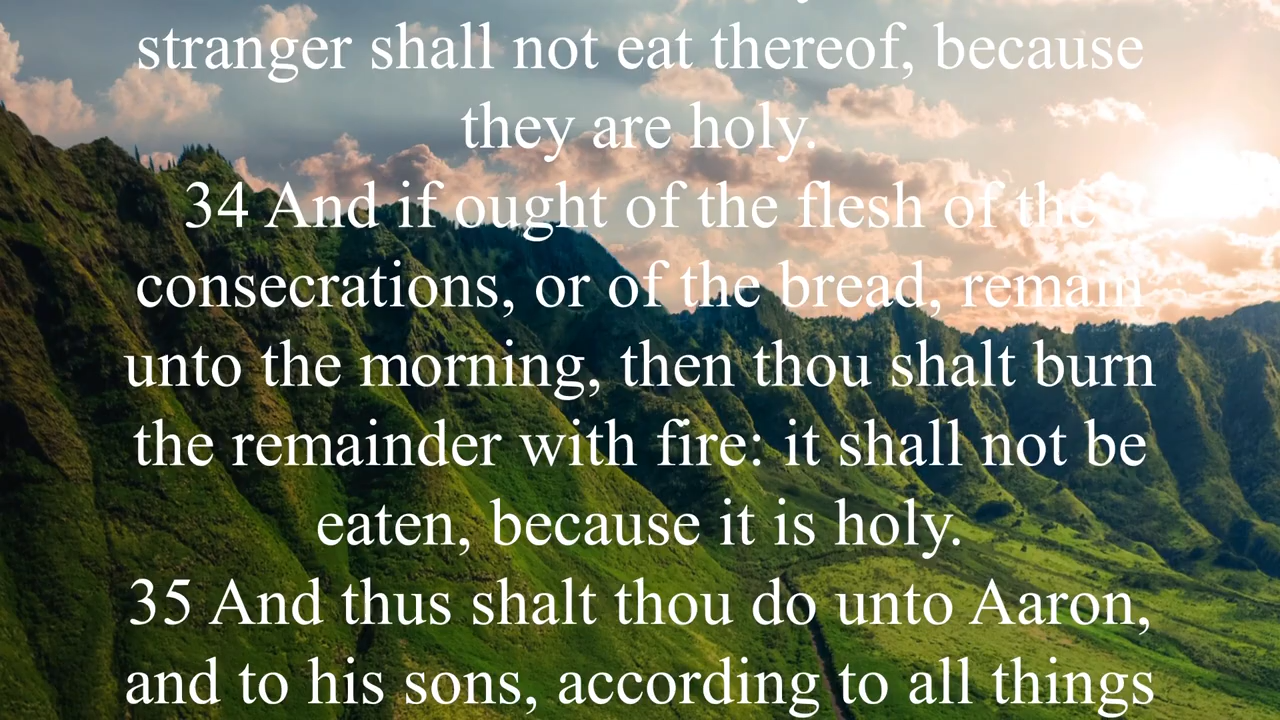 stranger shall not eat thereof, because
they are holy.
34 And if ought of the flesh of the
consecrations, or of the bread, remain
unto the morning, then thou shalt burn
the remainder with fire: it shall not be
eaten, because it is holy.
35 And thus shalt thou do unto Aaron,
and to his sons, according to all things